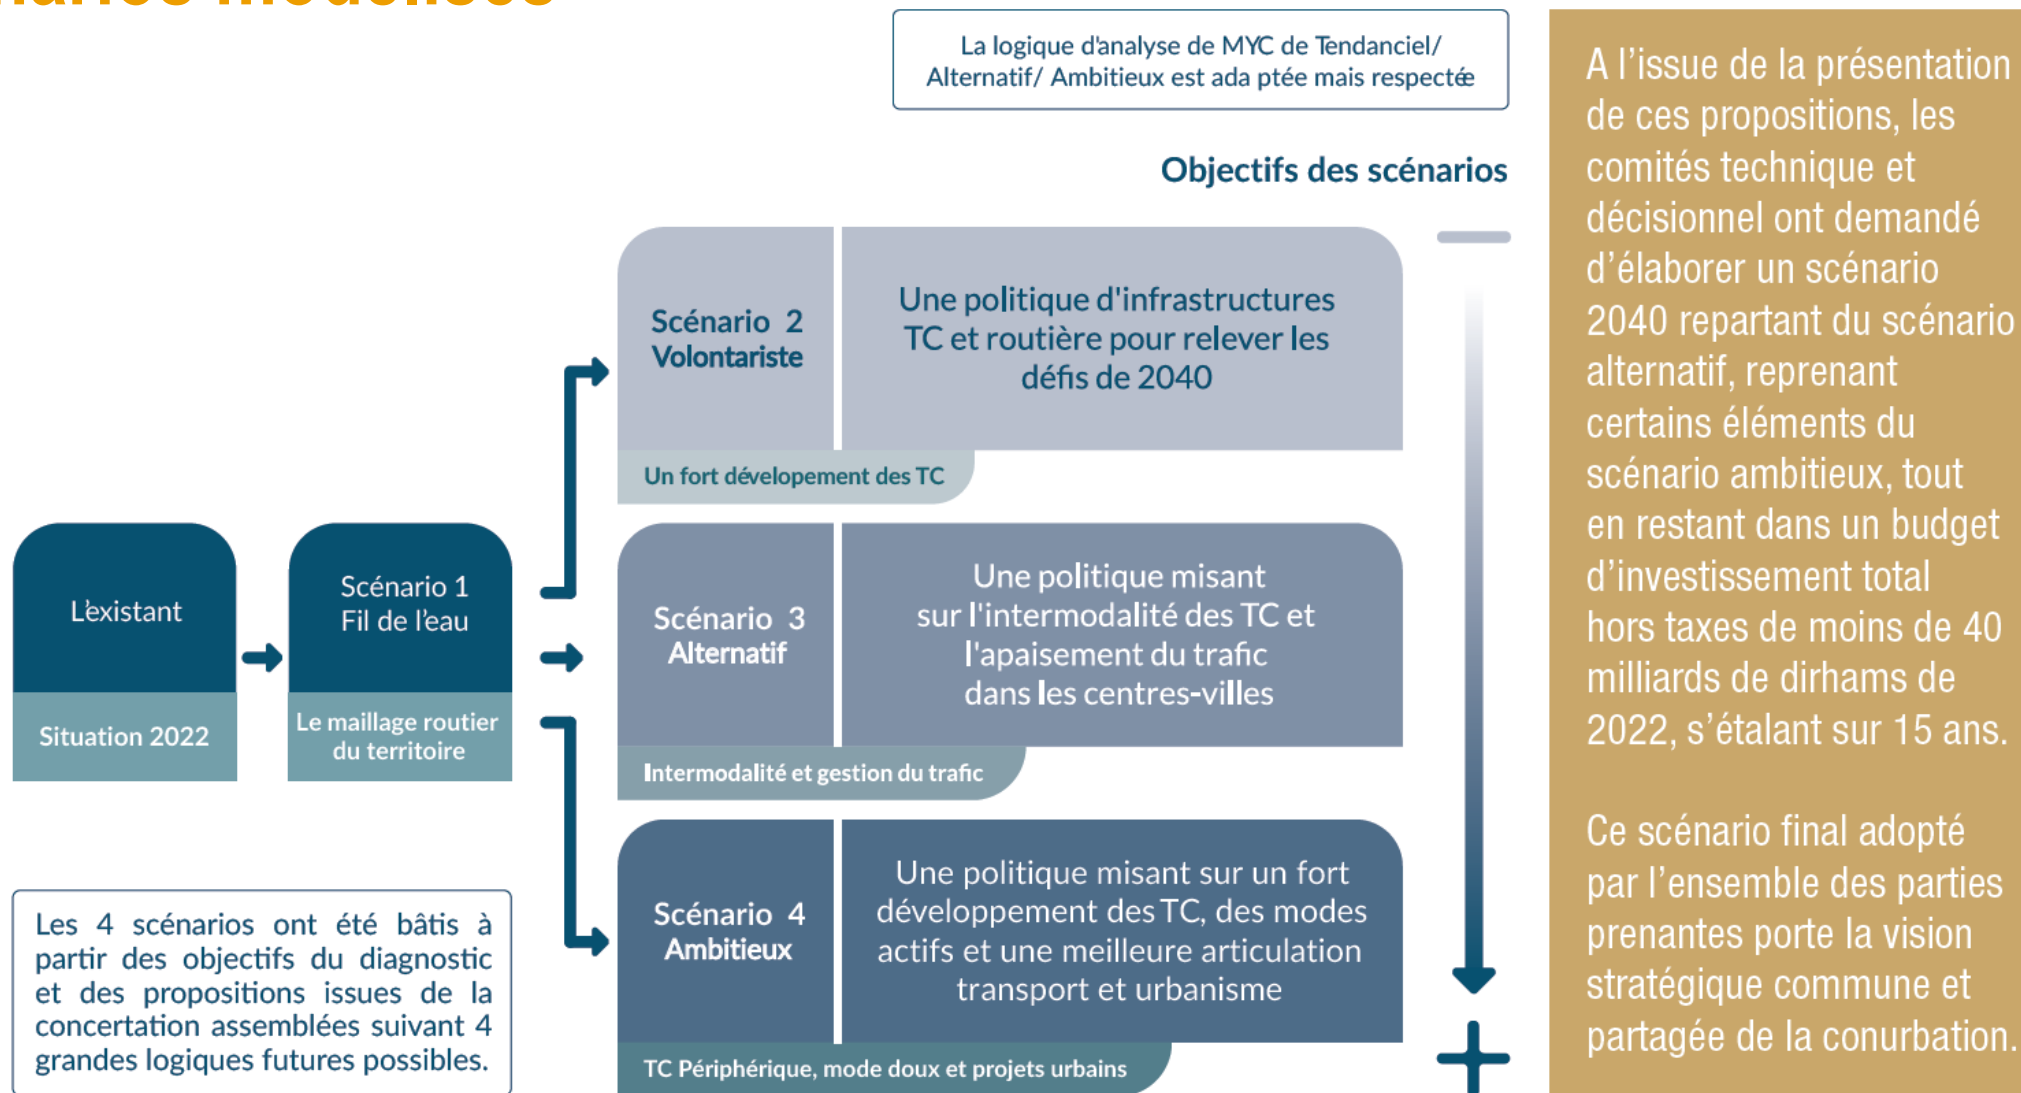 La logique d'analyse de MYC de Tendanciel/
Alternatif/ Ambitieux est ada ptée mais respectée
Objectifs des scénarios
L'existant
Situation 2022
Scénario 1
Fil de l'eau
Le maillage routier
du territoire
Scénario 2
Volontariste
Une politique d'infrastructures
TC et routière pour relever les
défis de 2040
Un fort dévelopement des TC
Scénario 3
Alternatif
Une politique misant
sur l'intermodalité des TC et
l'apaisement du trafic
dans les centres-villes
Intermodalité et gestion du trafic
Scénario 4
Ambitieux
Une politique misant sur un fort
développement des TC, des modes
actifs et une meilleure articulation
transport et urbanisme
TC Périphérique, mode doux et projets urbains
Les 4 scénarios ont été bâtis à
partir des objectifs du diagnostic
et des propositions issues de la
concertation assemblées suivant 4
grandes logiques futures possibles.
A l'issue de la présentation
de ces propositions, les
comités technique et
décisionnel ont demandé
d'élaborer un scénario
2040 repartant du scénario
alternatif, reprenant
certains éléments du
scénario ambitieux, tout
en restant dans un budget
d'investissement total
hors taxes de moins de 40
milliards de dirhams de
2022, s'étalant sur 15 ans.
Ce scénario final adopté
par l'ensemble des parties
prenantes porte la vision
stratégique commune et
partagée de la conurbation.